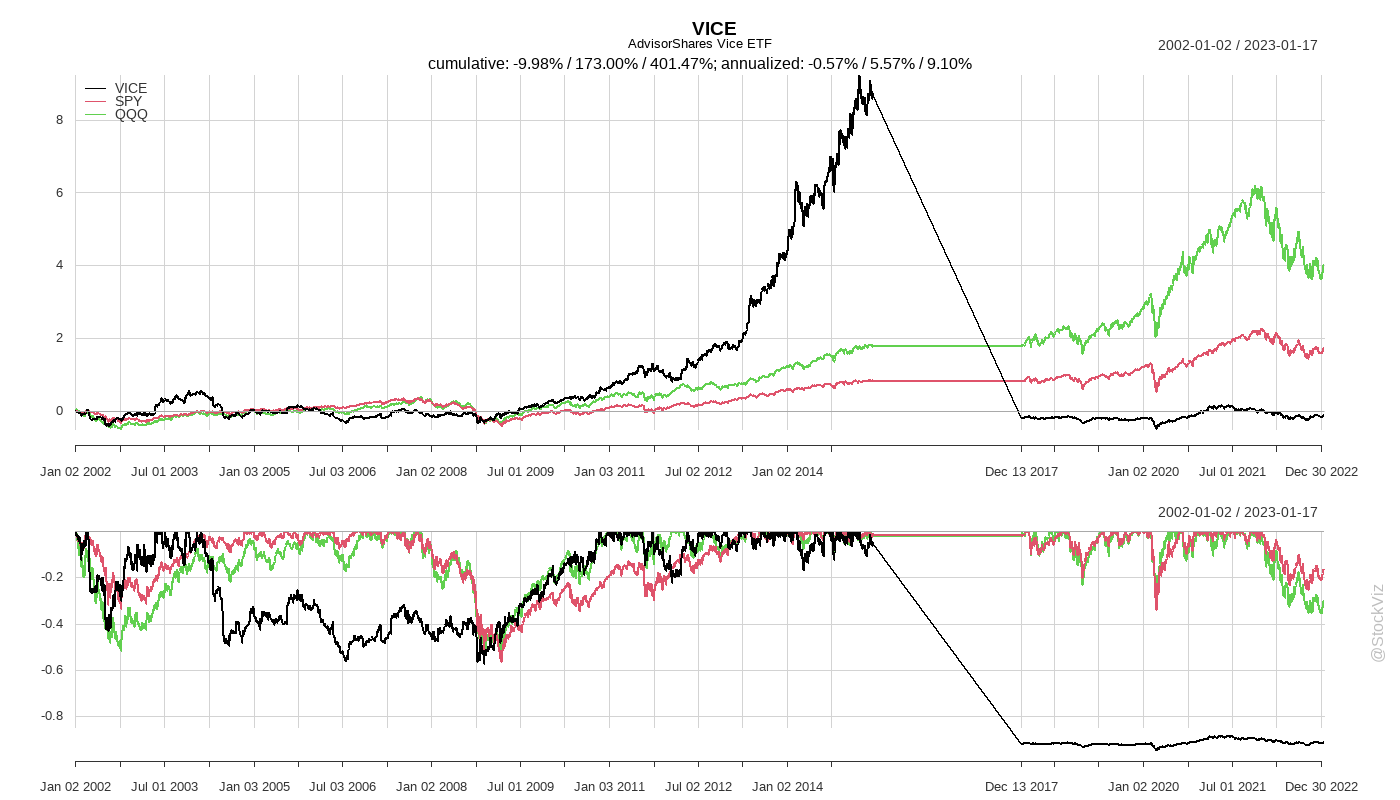 VICE
AdvisorShares Vice ETF
2002-01-02 / 2023-01-17
cumulative: -9.98% / 173.00% / 401.47%; annualized: -0.57% / 5.57% / 9.10%
VICE
SPY
QQQ
8
6
4
2
0
Jan 02 2002 Jul 01 2003 Jan 03 2005 Jul 03 2006 Jan 02 2008 Jul 01 2009 Jan 03 2011 Jul 02 2012 Jan 02 2014 Dec 13 2017 Jan 02 2020 Jul 01 2021 Dec 30 2022
2002-01-02 / 2023-01-17
-0.2
-0.4
-0.6
-0.8
Jan 02 2002 Jul 01 2003 Jan 03 2005 Jul 03 2006 Jan 02 2008 Jul 01 2009 Jan 03 2011 Jul 02 2012 Jan 02 2014 Dec 13 2017 Jan 02 2020 Jul 01 2021 Dec 30 2022
@StockViz